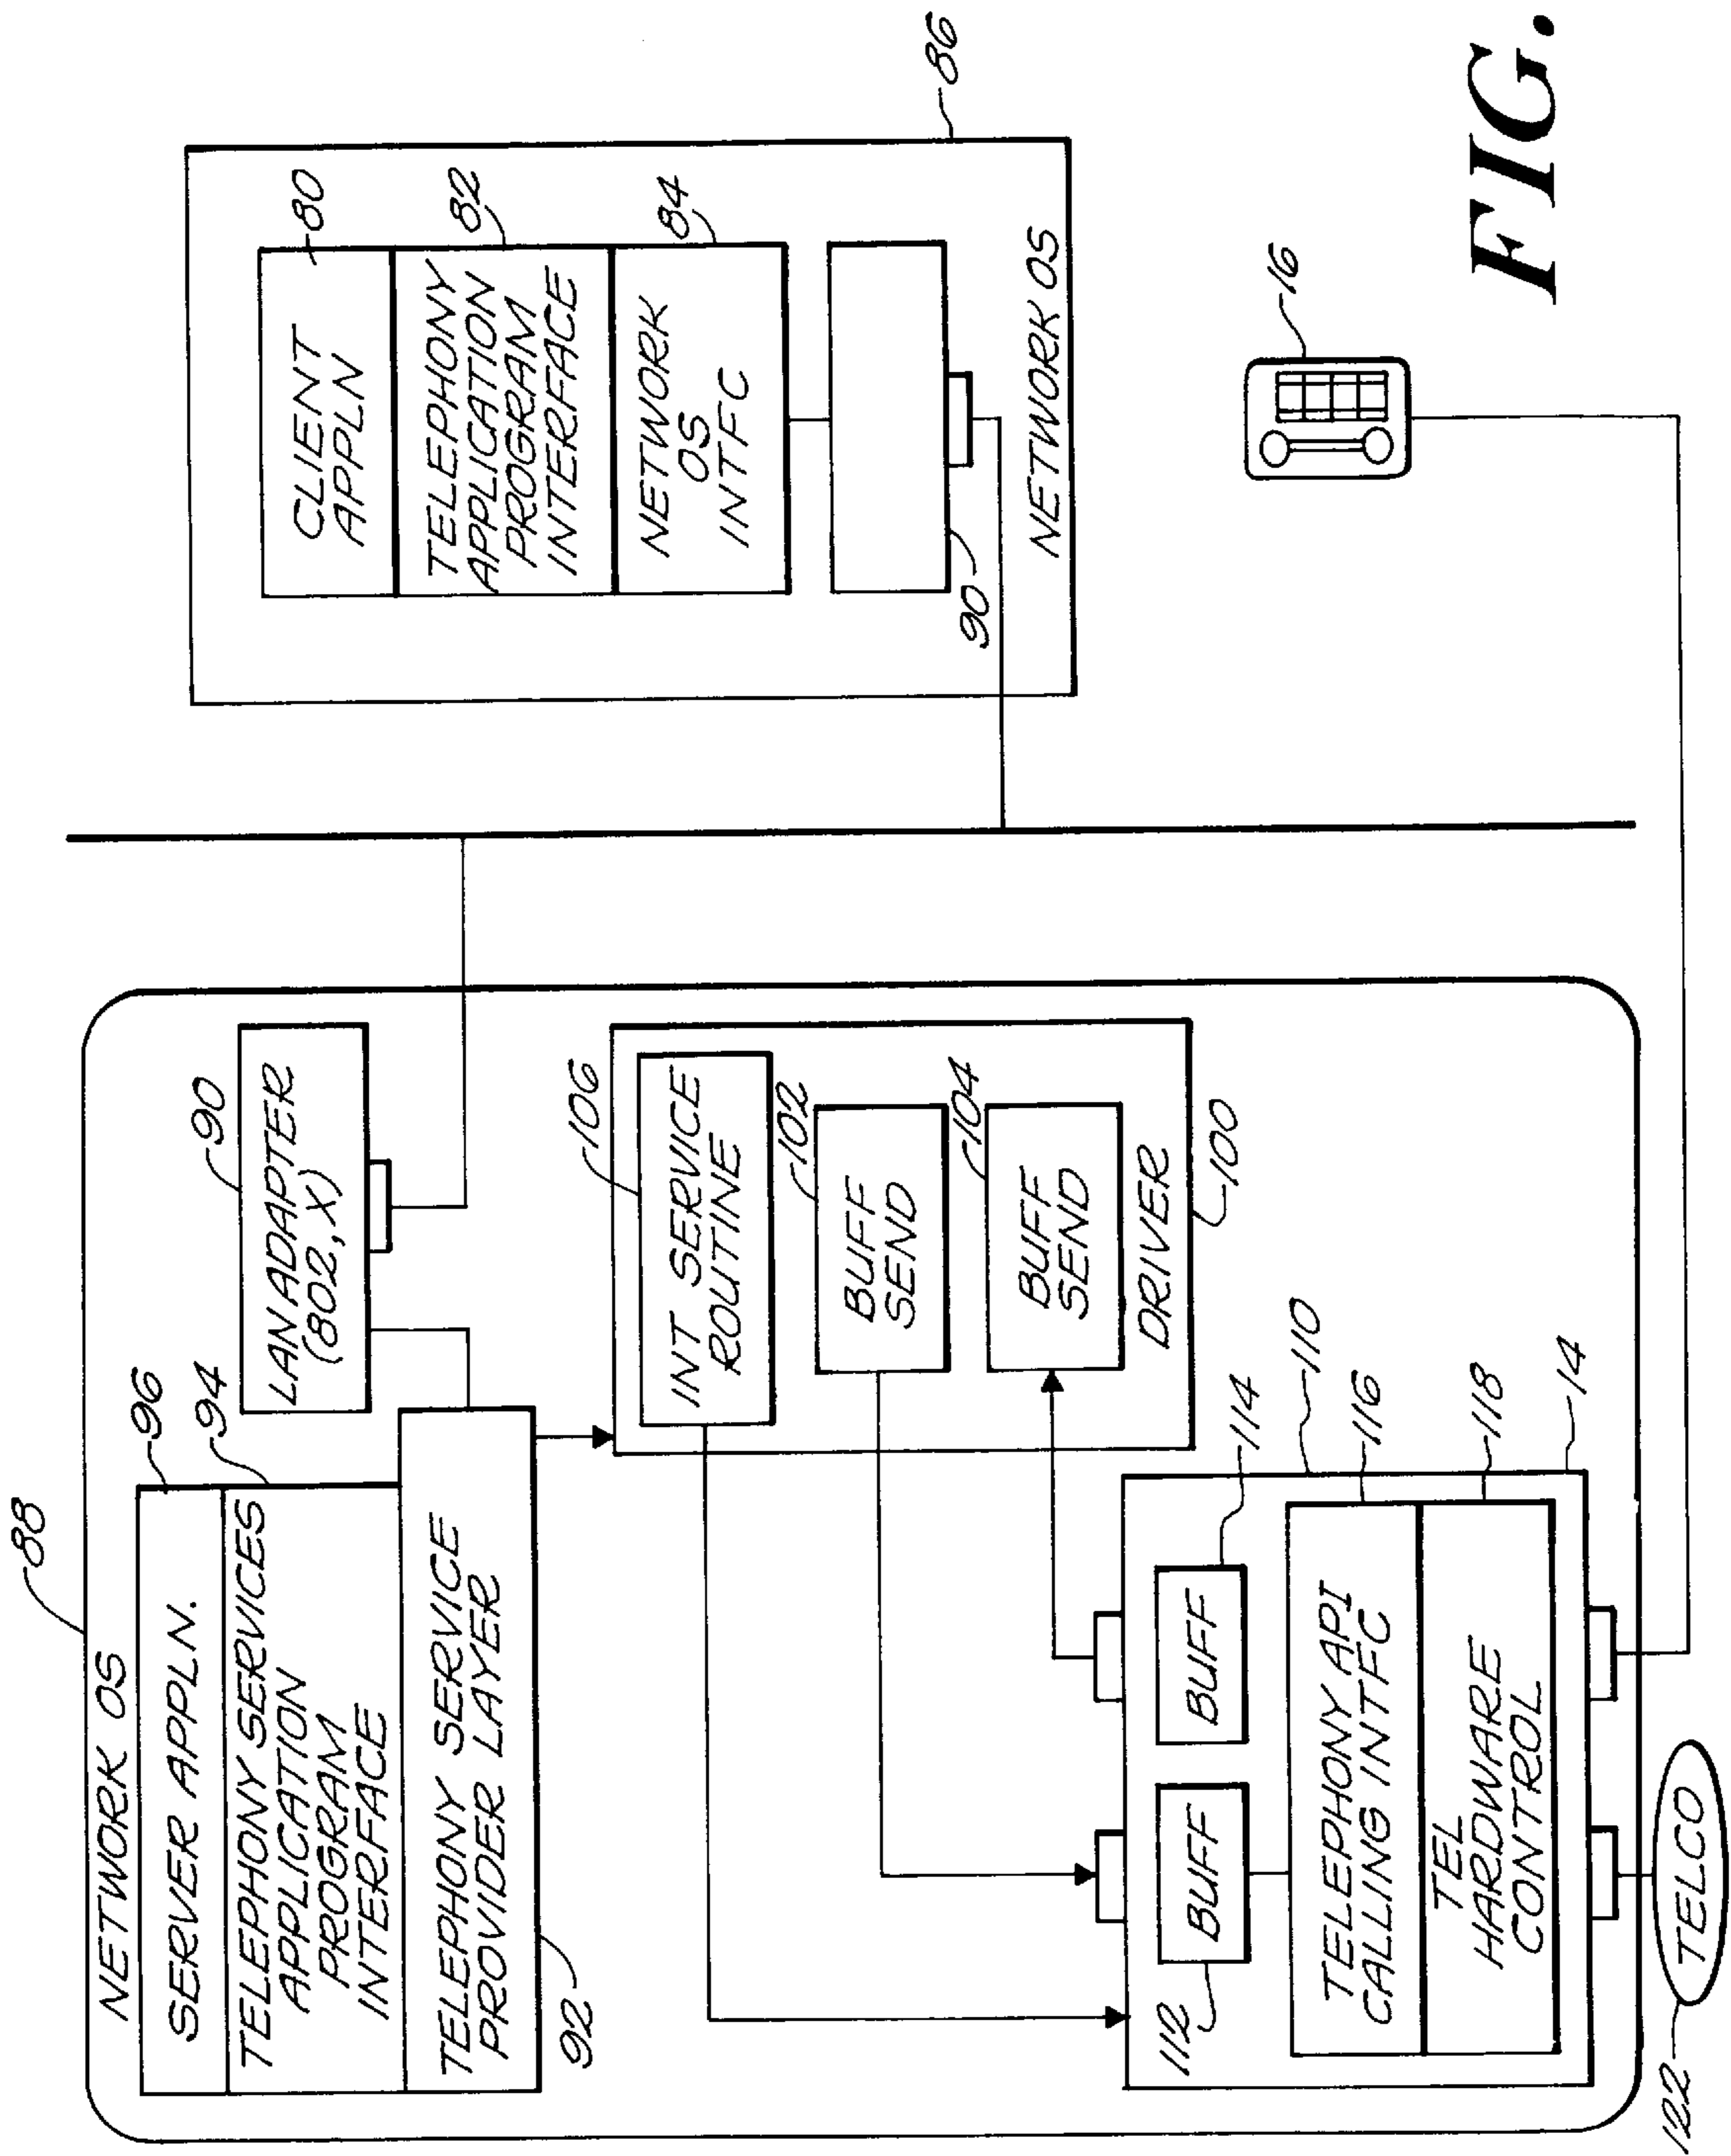 88
NETWORK OS
SERVER APPLN.
96
TELEPHONY SERVICES
APPLICATION
PROGRAM
INTERFACE
94
TELEPHONY SERVICE
PROVIDER LAYER
92
90
LAN ADAPTER
(802,X)
106
INT SERVICE
ROUTINE
102
BUFF
SEND
104
BUFF
SEND
DRIVER
100
112
BUFF
BUFF
114
110
TELEPHONY API
CALLING INTFC
116
TEL
HARDWARE
CONTROL
118
14
122
TELCO
CLIENT
APPLN
80
TELEPHONY
APPLICATION
PROGRAM
INTERFACE
82
NETWORK
OS
INTFC
84
90
NETWORK OS
86
16
FIG.